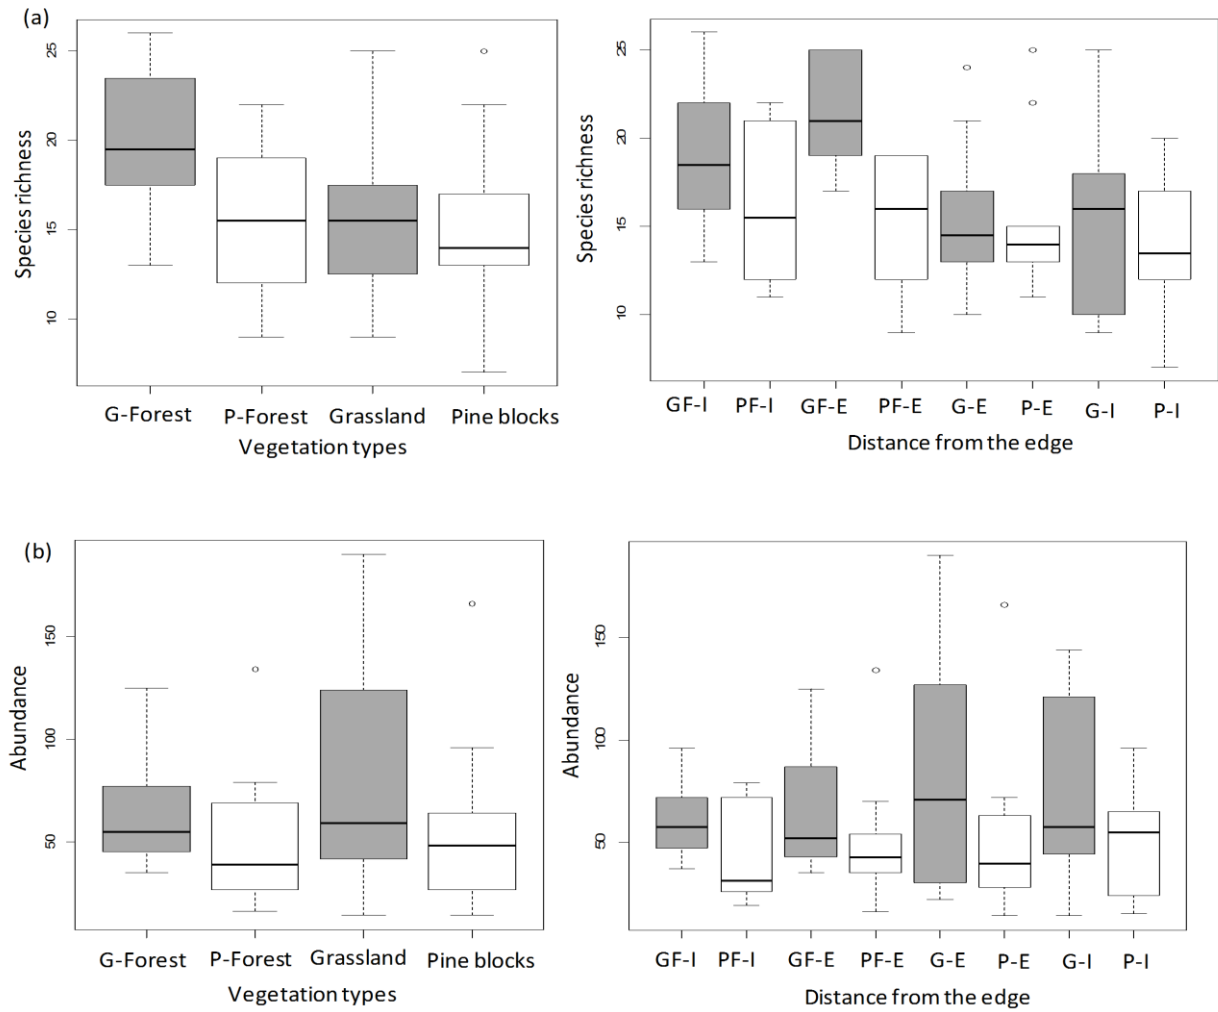 (a)
Species richness
25
20
15
10
G-Forest P-Forest Grassland Pine blocks
Vegetation types
Species richness
25
20
15
10
GF-I PF-I GF-E PF-E G-E P-E G-I P-I
Distance from the edge
(b)
Abundance
150
100
50
G-Forest P-Forest Grassland Pine blocks
Vegetation types
Abundance
150
100
50
GF-I PF-I GF-E PF-E G-E P-E G-I P-I
Distance from the edge